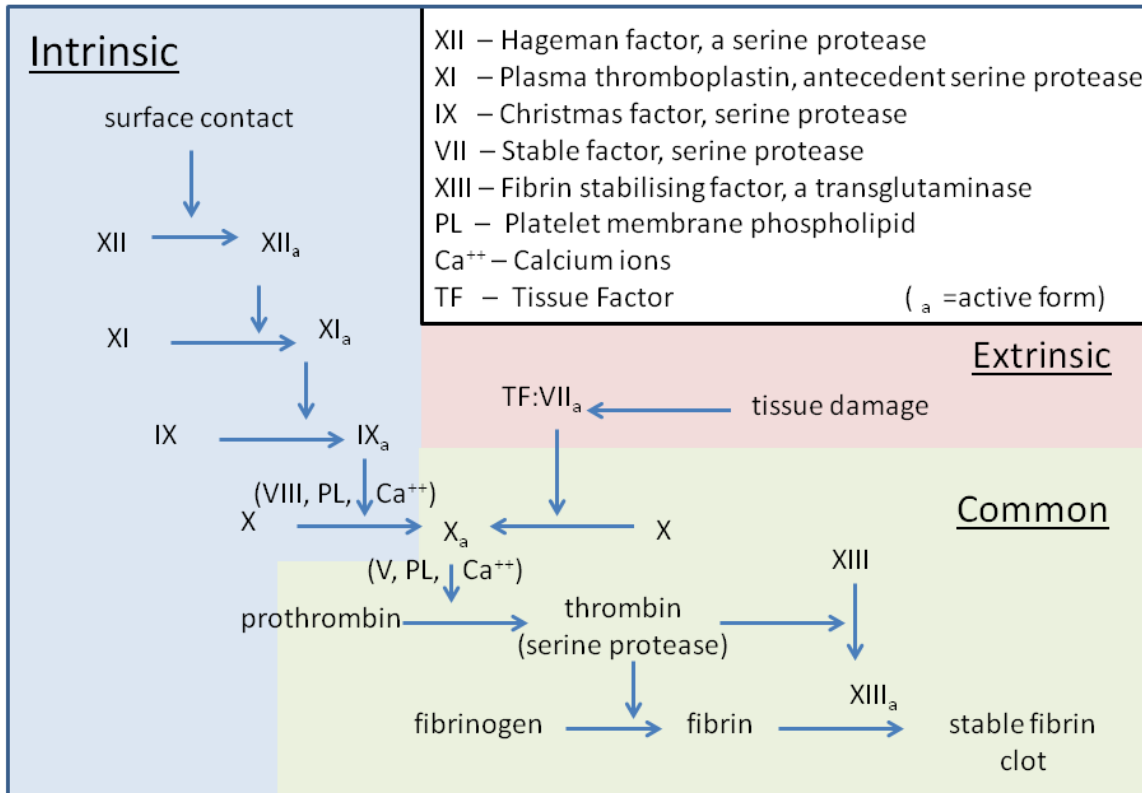 Intrinsic
surface contact
XII
XIIₐ
XI
XIₐ
IX
IXₐ
(VIII, PL, Ca⁺⁺)
X
XII – Hageman factor, a serine protease
XI – Plasma thromboplastin, antecedent serine protease
IX – Christmas factor, serine protease
VII – Stable factor, serine protease
XIII – Fibrin stabilising factor, a transglutaminase
PL – Platelet membrane phospholipid
Ca⁺⁺ – Calcium ions
TF – Tissue Factor ( ₐ =active form)
Extrinsic
TF:VIIₐ
tissue damage
Common
Xₐ
X
(V, PL, Ca⁺⁺)
XIII
prothrombin
thrombin
(serine protease)
XIIIₐ
fibrinogen
fibrin
stable fibrin
clot